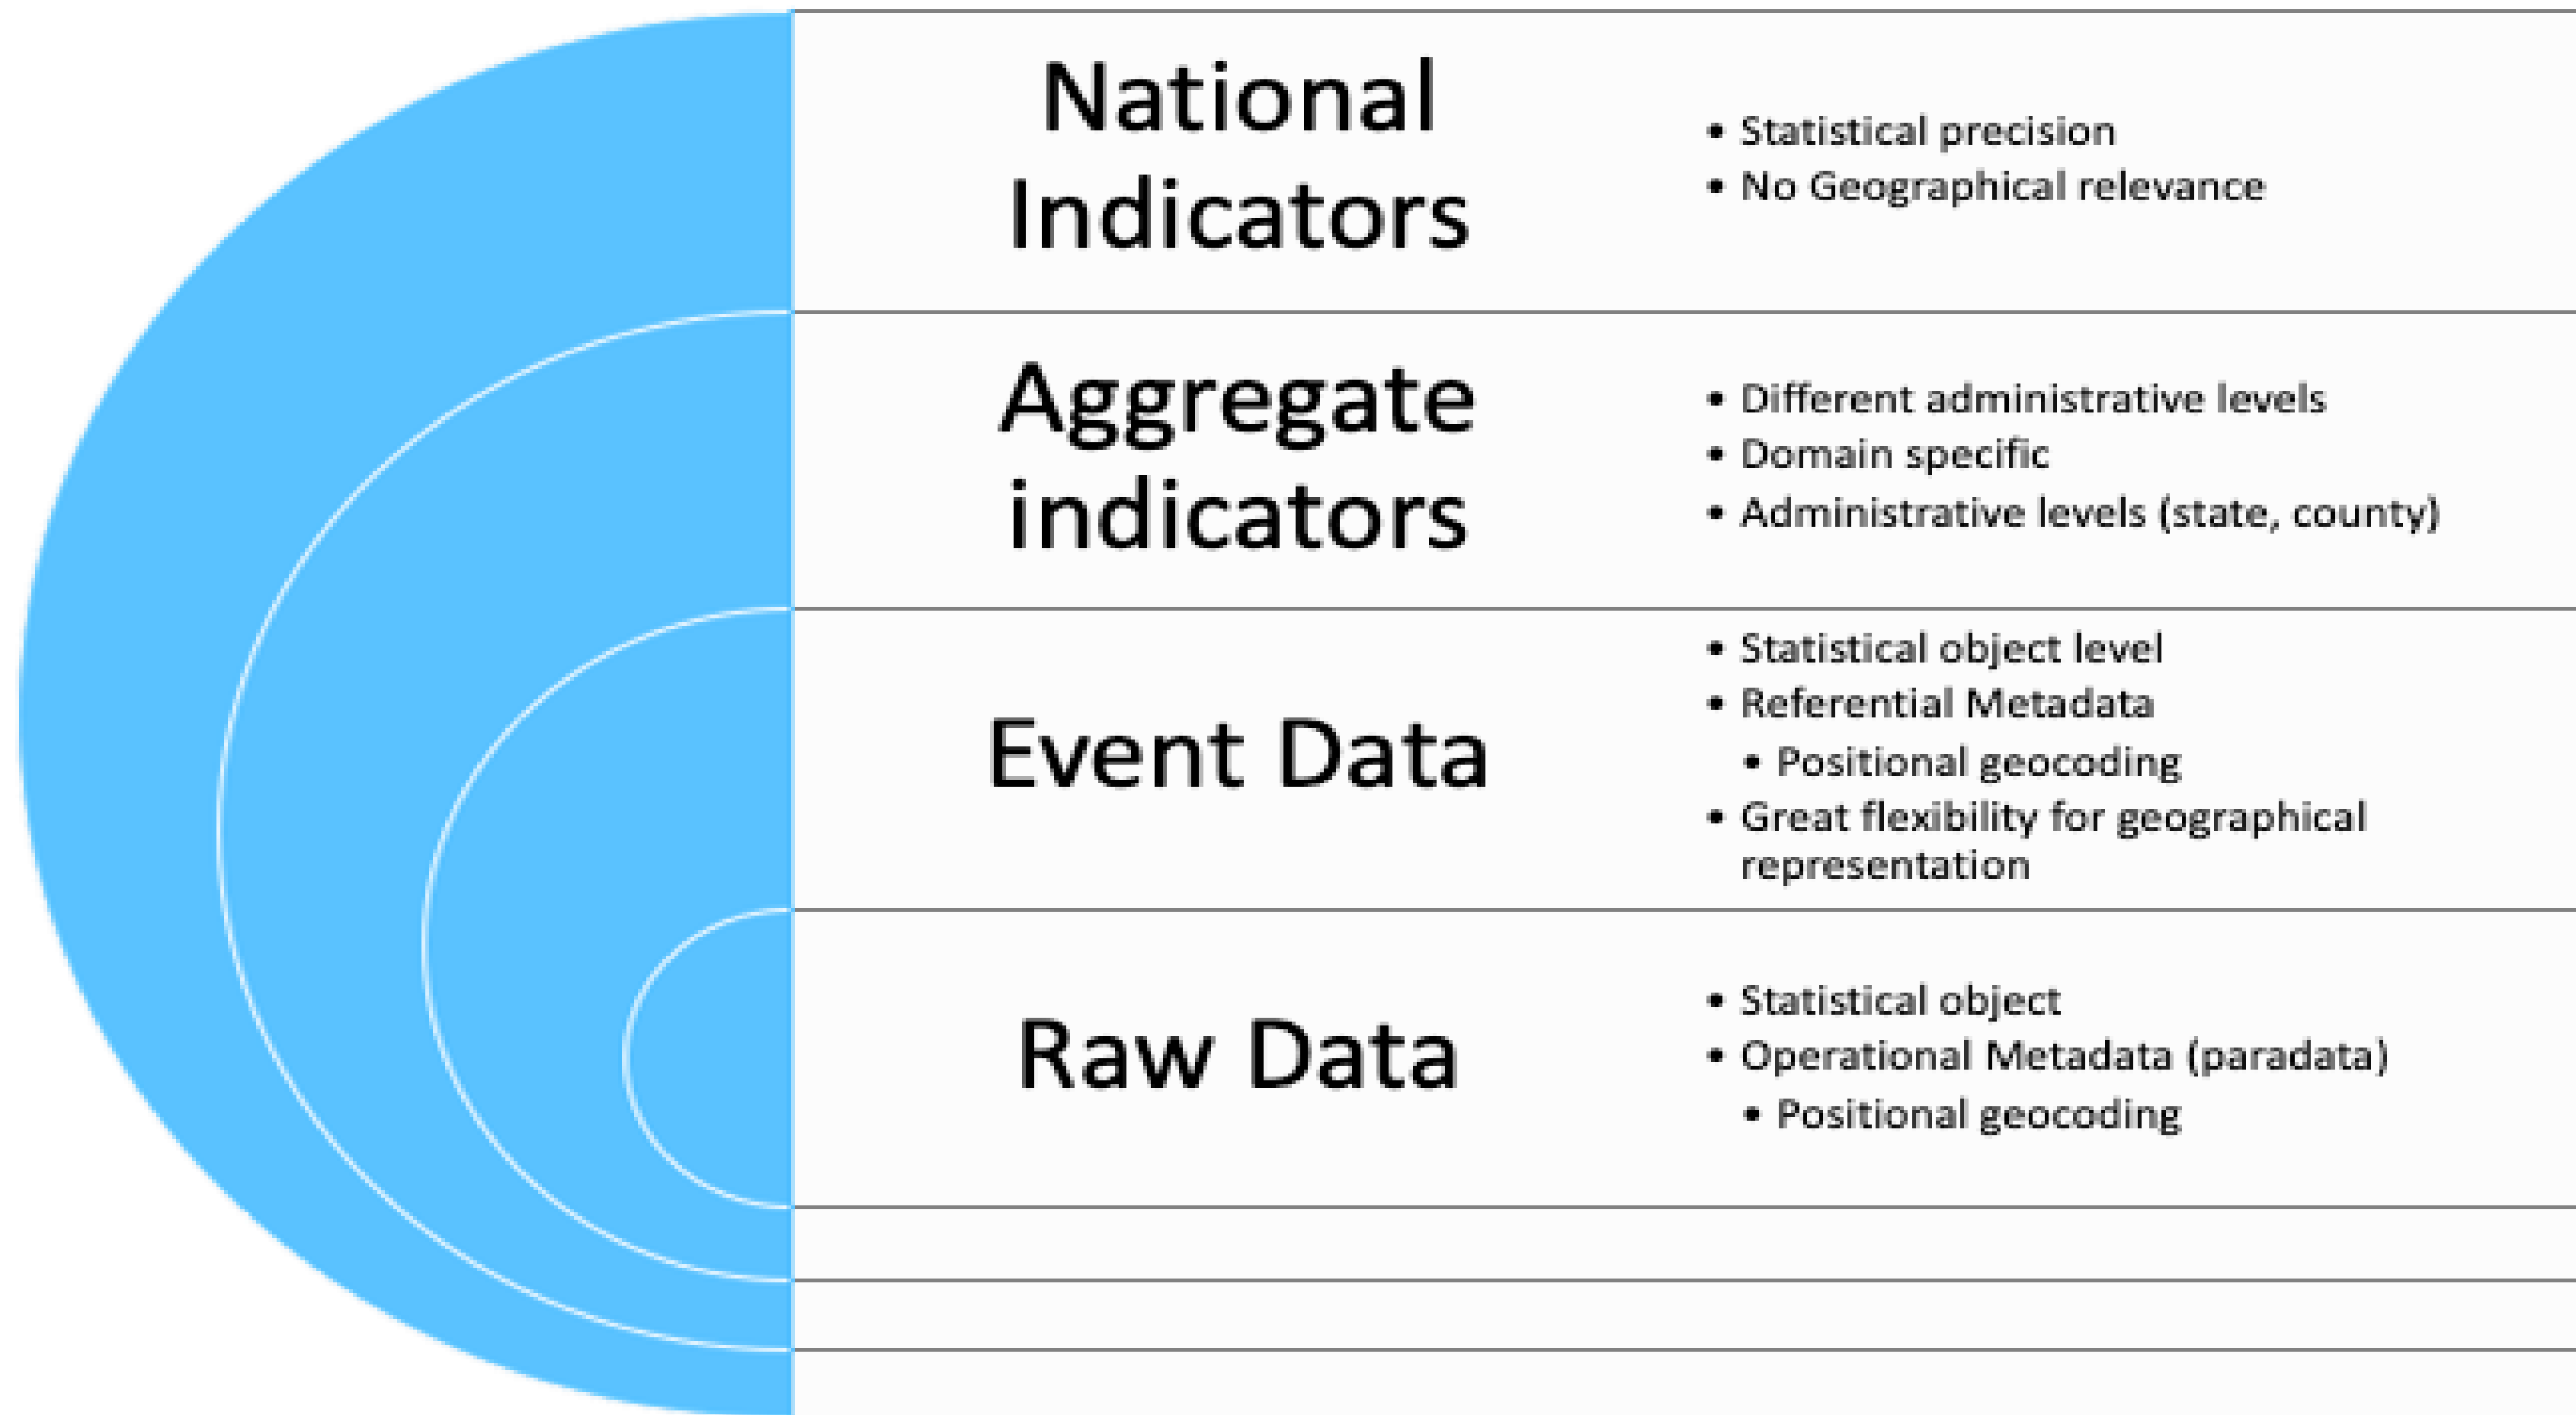 National
Indicators
• Statistical precision
• No Geographical relevance
Aggregate
indicators
• Different administrative levels
• Domain specific
• Administrative levels (state, county)
Event Data
• Statistical object level
• Referential Metadata
• Positional geocoding
• Great flexibility for geographical
representation
Raw Data
• Statistical object
• Operational Metadata (paradata)
• Positional geocoding